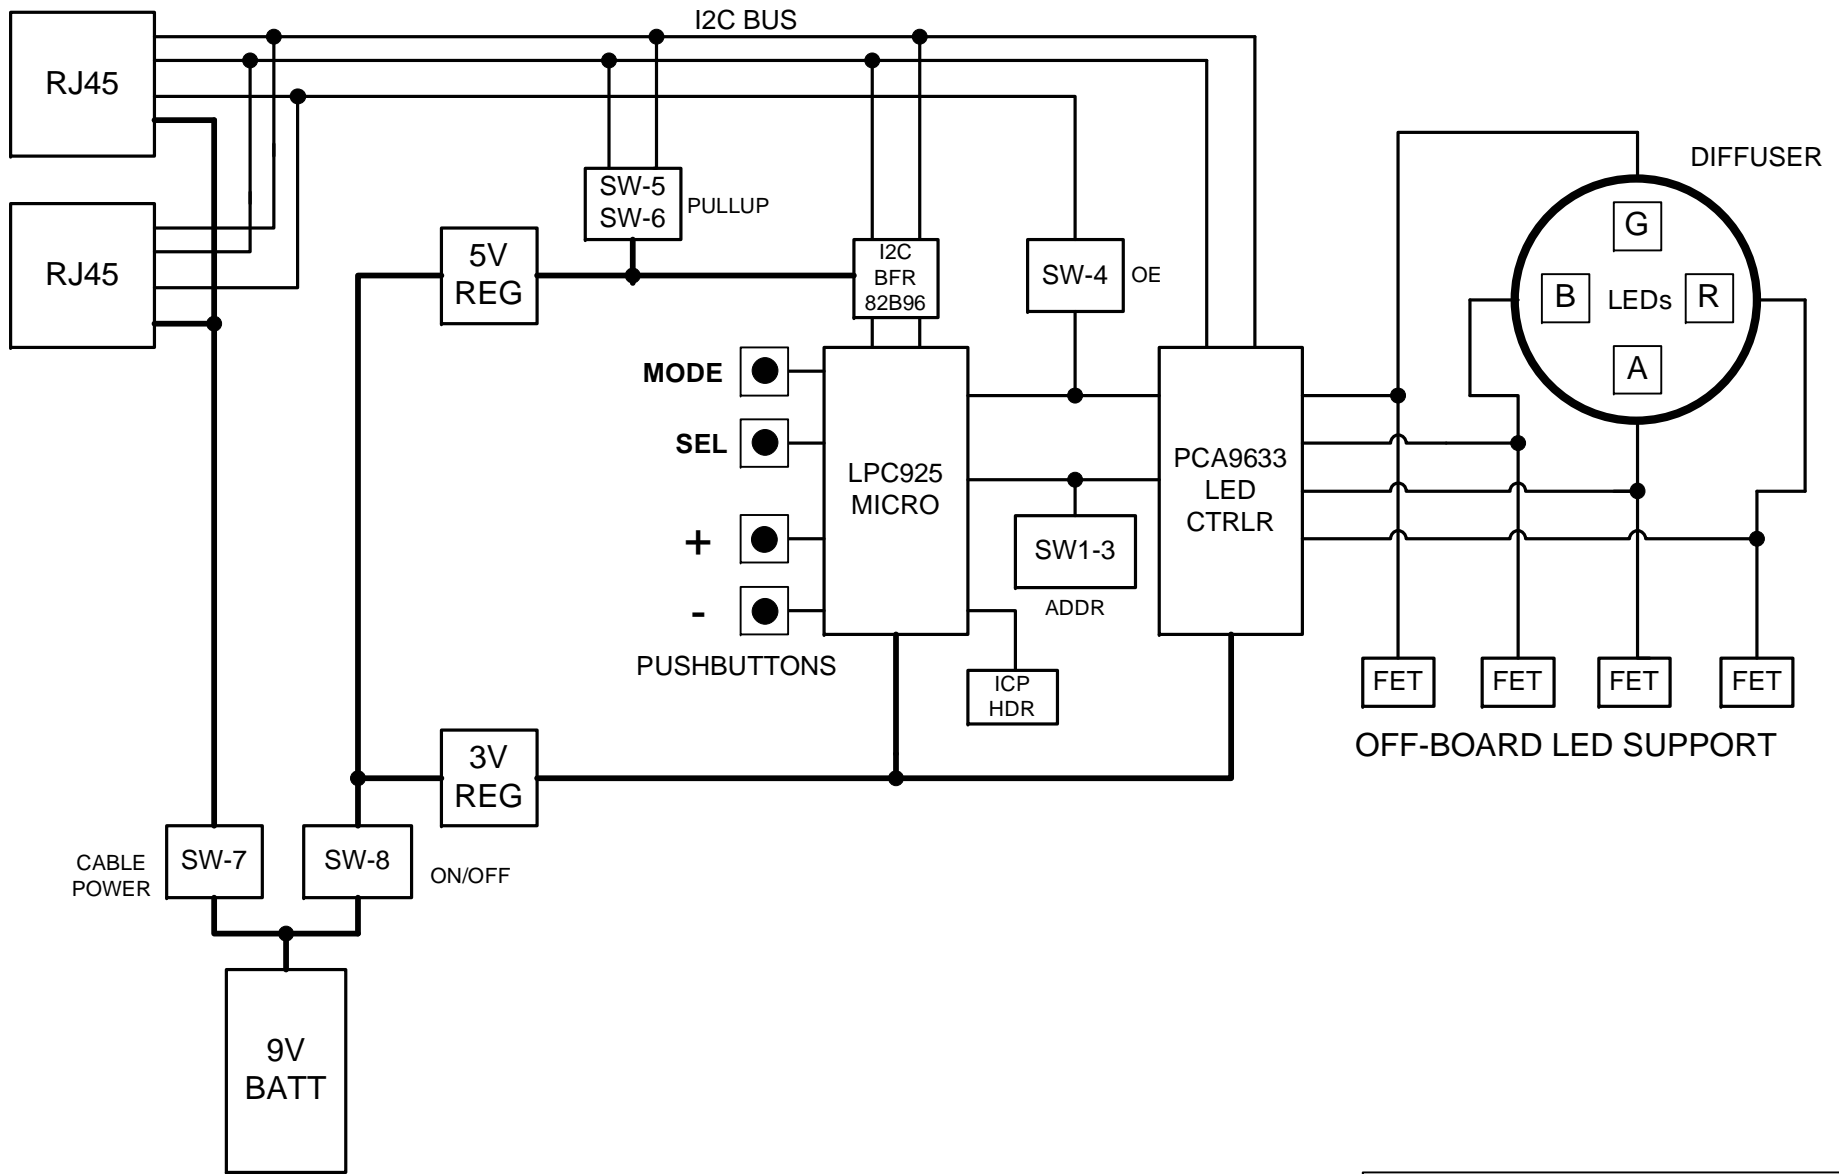 I2C BUS
RJ45
DIFFUSER
SW-5
SW-6
PULLUP
G
RJ45
5V
REG
I2C
BFR
82B96
SW-4
OE
B
LEDs
R
A
MODE
SEL
LPC925
MICRO
PCA9633
LED
CTRLR
+
SW1-3
ADDR
-
PUSHBUTTONS
ICP
HDR
FET
FET
FET
FET
OFF-BOARD LED SUPPORT
3V
REG
CABLE
POWER
SW-7
SW-8
ON/OFF
9V
BATT